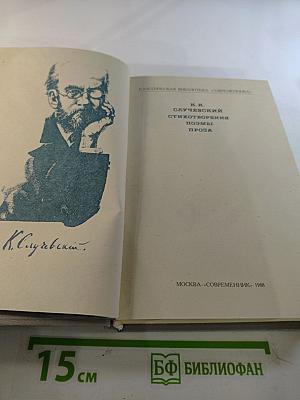 КЛАССИЧЕСКАЯ БИБЛИОТЕКА «СОВРЕМЕННИКА»
К. К.
СЛУЧЕВСКИЙ
СТИХОТВОРЕНИЯ
ПОЭМЫ
ПРОЗА
К. Случевский.
МОСКВА «СОВРЕМЕННИК» 1988
15 см
БФ БИБЛИОФАН